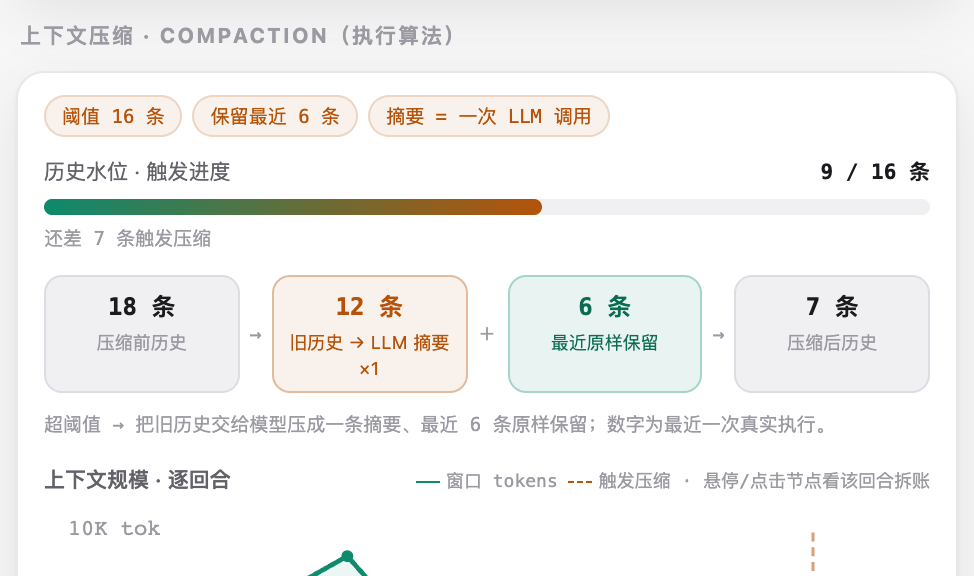 上下文压缩 · COMPACTION（执行算法）
阈值 16 条 保留最近 6 条 摘要 = 一次 LLM 调用
历史水位 · 触发进度 9 / 16 条
还差 7 条触发压缩
18 条
压缩前历史
→
12 条
旧历史 → LLM 摘要
×1
+
6 条
最近原样保留
→
7 条
压缩后历史
超阈值 → 把旧历史交给模型压成一条摘要、最近 6 条原样保留；数字为最近一次真实执行。
上下文规模 · 逐回合 窗口 tokens 触发压缩 · 悬停/点击节点看该回合拆账
10K tok